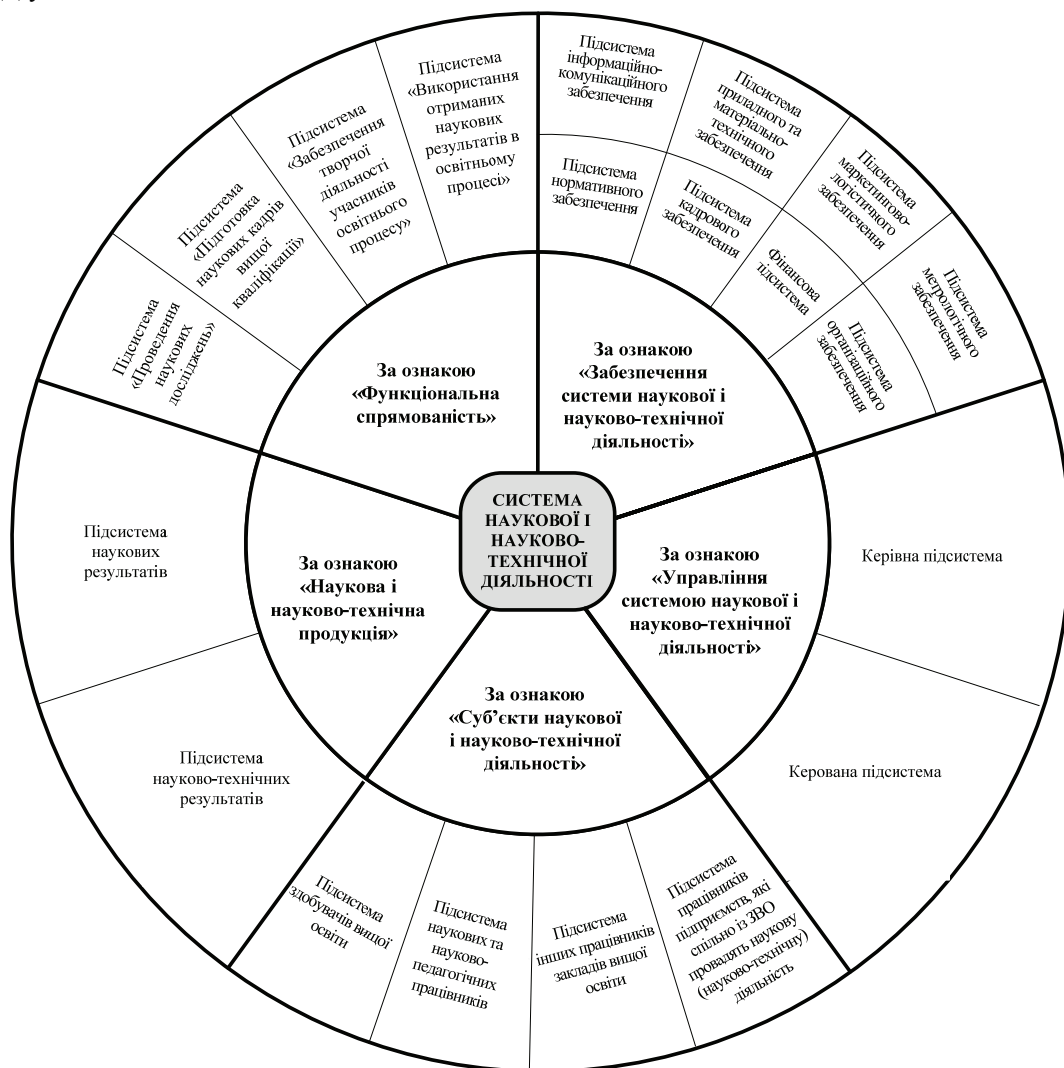 СИСТЕМА
НАУКОВОЇ І
НАУКОВО-
ТЕХНІЧНОЇ
ДІЯЛЬНОСТІ
За ознакою
«Функціональна
спрямованість»
Підсистема
«Проведення
наукових
досліджень»
Підсистема
«Підготовка
наукових кадрів
вищої
кваліфікації»
Підсистема
«Забезпечення
творчої
діяльності
учасників
освітнього
процесу»
Підсистема
«Використання
отриманих
наукових
результатів в
освітньому
процесі»
За ознакою
«Забезпечення
системи наукової і
науково-технічної
діяльності»
Підсистема
інформаційно-
комунікаційного
забезпечення
Підсистема
нормативного
забезпечення
Підсистема
приладного та
матеріально-
технічного
забезпечення
Підсистема
кадрового
забезпечення
Підсистема
маркетингово-
логістичного
забезпечення
Фінансова
підсистема
Підсистема
метрологічного
забезпечення
Підсистема
організаційного
забезпечення
За ознакою
«Управління
системою наукової і
науково-технічної
діяльності»
Керівна підсистема
Керована підсистема
За ознакою
«Суб’єкти наукової
і науково-технічної
діяльності»
Підсистема
працівників
підприємств, які
спільно із ЗВО
провадять наукову
(науково-технічну)
діяльність
Підсистема
інших працівників
закладів вищої
освіти
Підсистема
наукових та
науково-
педагогічних
працівників
Підсистема
здобувачів вищої
освіти
За ознакою
«Наукова і
науково-технічна
продукція»
Підсистема
науково-технічних
результатів
Підсистема
наукових
результатів